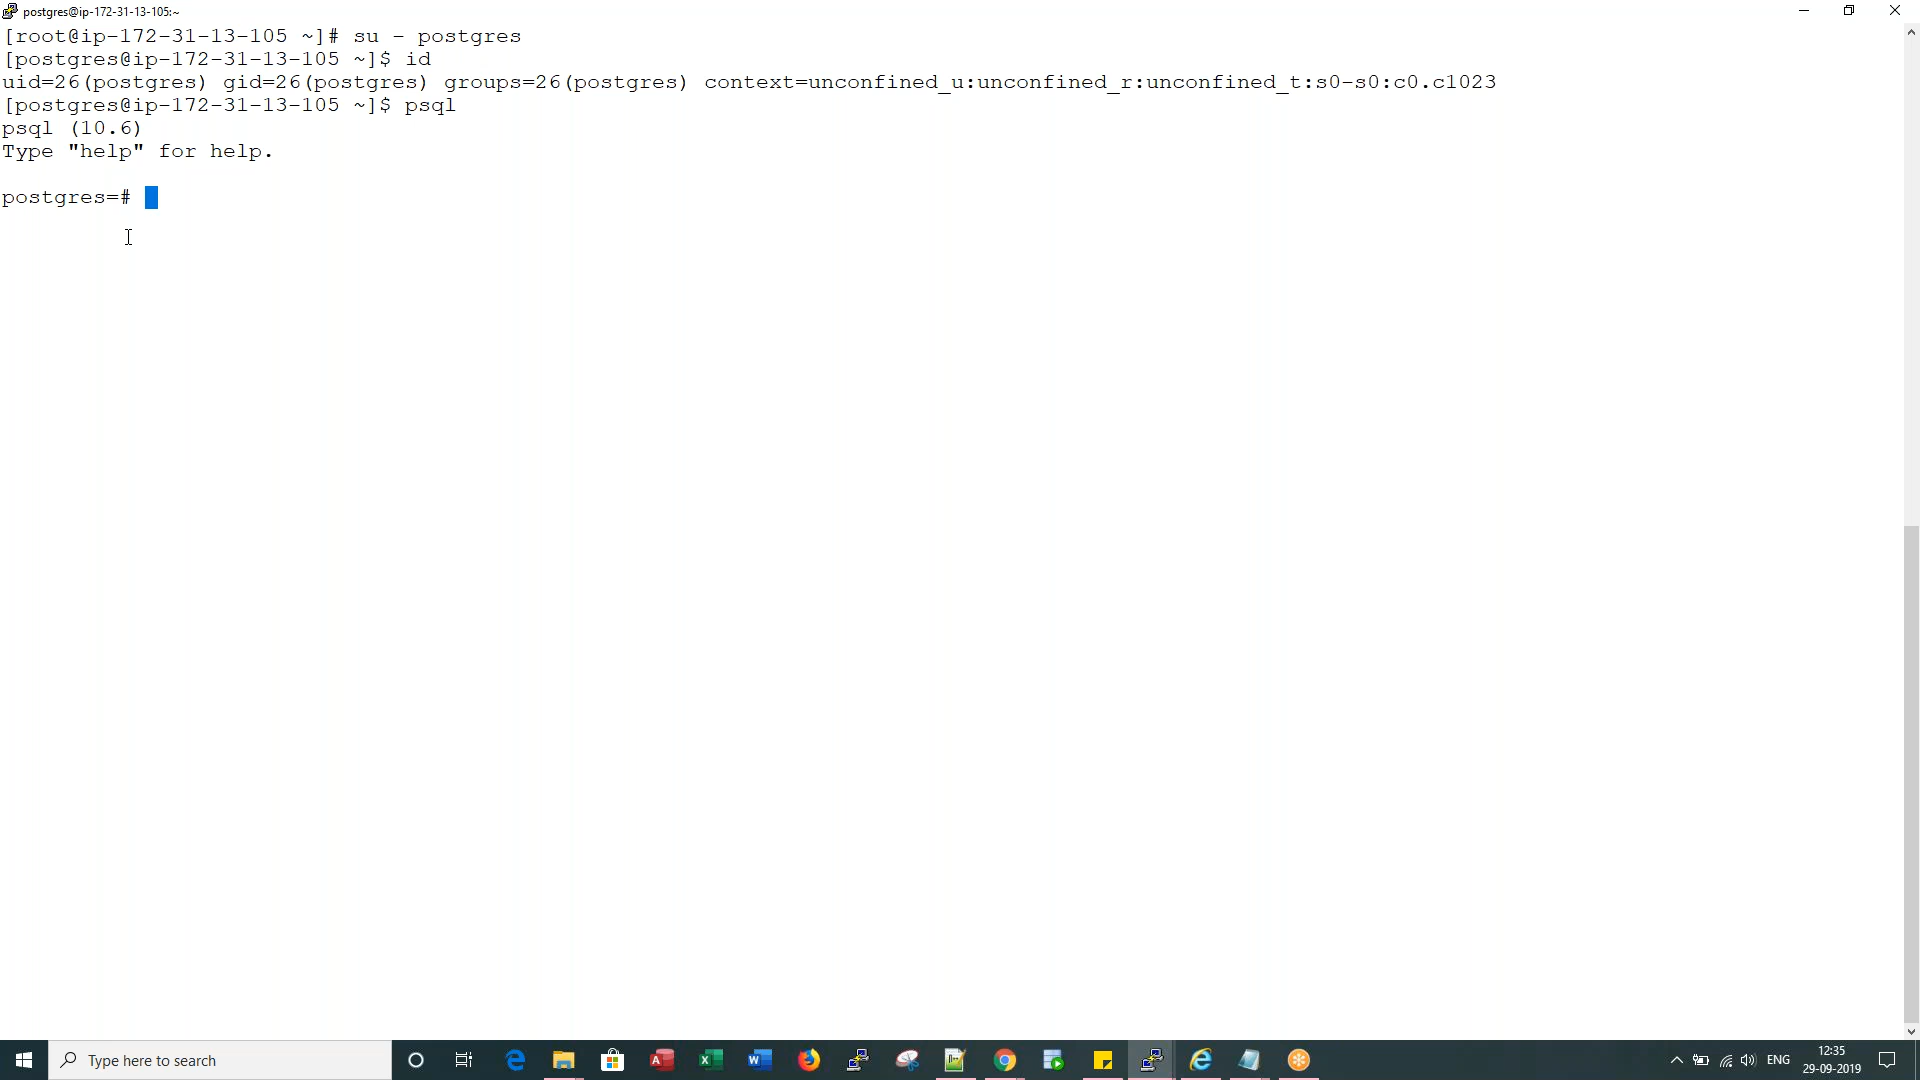 postgres@ip-172-31-13-105:~
[root@ip-172-31-13-105 ~]# su - postgres
[postgres@ip-172-31-13-105 ~]$ id
uid=26(postgres) gid=26(postgres) groups=26(postgres) context=unconfined_u:unconfined_r:unconfined_t:s0-s0:c0.c1023
[postgres@ip-172-31-13-105 ~]$ psql
psql (10.6)
Type "help" for help.
postgres=#
Type here to search
ENG
12:35
29-09-2019